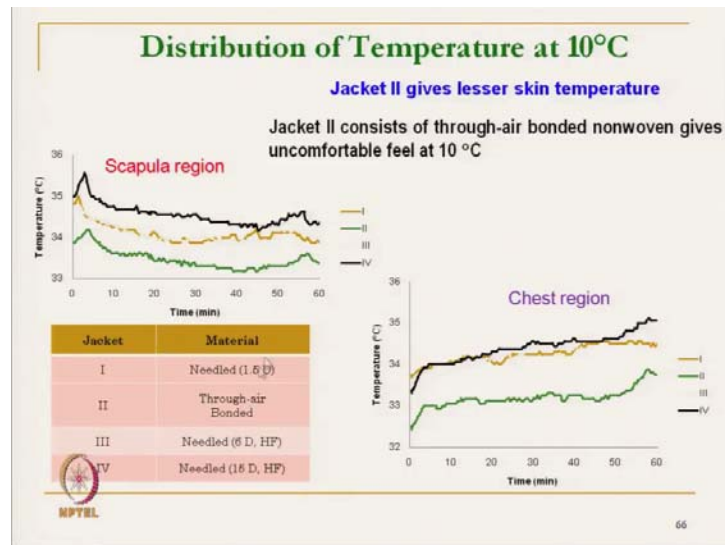 Distribution of Temperature at 10°C
Jacket II gives lesser skin temperature
Jacket II consists of through-air bonded nonwoven gives
uncomfortable feel at 10 °C
Scapula region
Temperature (°C)
36
35
34
33
0 10 20 30 40 50 60
Time (min)
I
II
III
IV
Chest region
Temperature (°C)
36
35
34
33
32
0 10 20 30 40 50 60
Time (min)
I
II
III
IV
Jacket Material
I Needled (1.5 D)
II Through-air
Bonded
III Needled (6 D, HF)
IV Needled (15 D, HF)
NPTEL
66